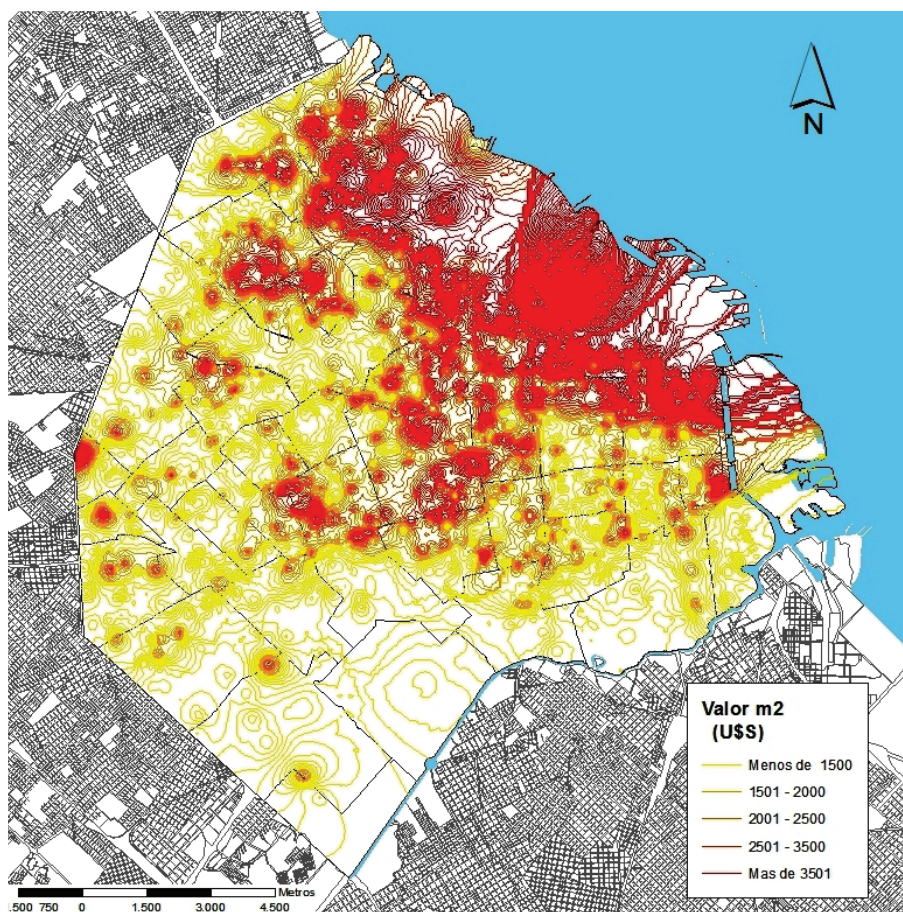 N
Valor m2
(U$S)
Menos de 1500
1501 - 2000
2001 - 2500
2501 - 3500
Mas de 3501
Metros
.500 750 0 1.500 3.000 4.500